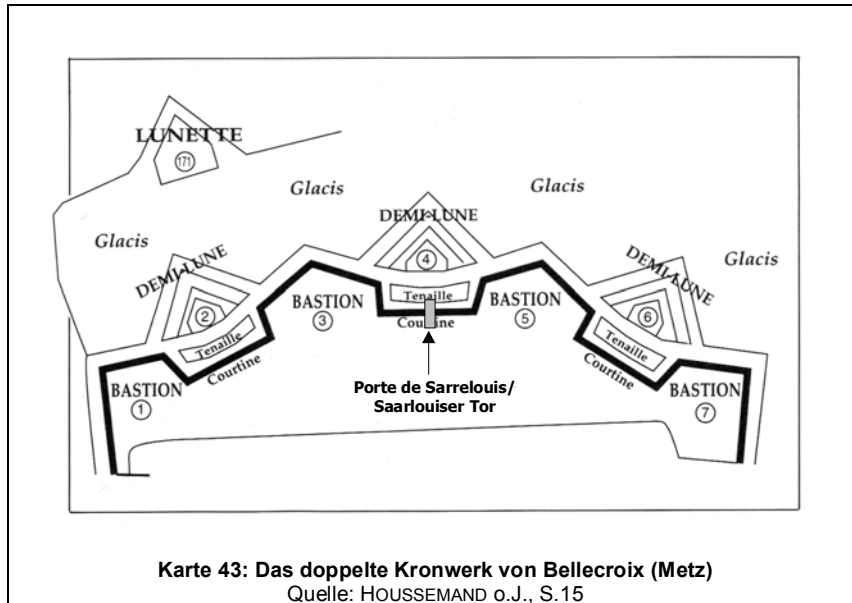 LUNETTE
171
Glacis
Glacis
Glacis
Glacis
DEMI-LUNE
4
DEMI-LUNE
2
DEMI-LUNE
6
Tenaille
Tenaille
Tenaille
BASTION
3
BASTION
5
Courtine
Courtine
Courtine
BASTION
1
BASTION
7
Porte de Sarrelouis/
Saarlouiser Tor
Karte 43: Das doppelte Kronwerk von Bellecroix (Metz)
Quelle: HOUSSEMAND o.J., S.15